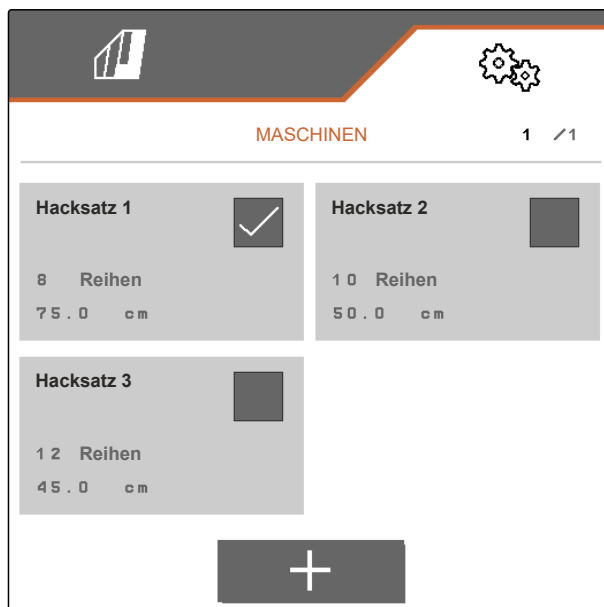 MASCHINEN 1 /1
Hacksatz 1
8 Reihen
75.0 cm
Hacksatz 2
10 Reihen
50.0 cm
Hacksatz 3
12 Reihen
45.0 cm
+